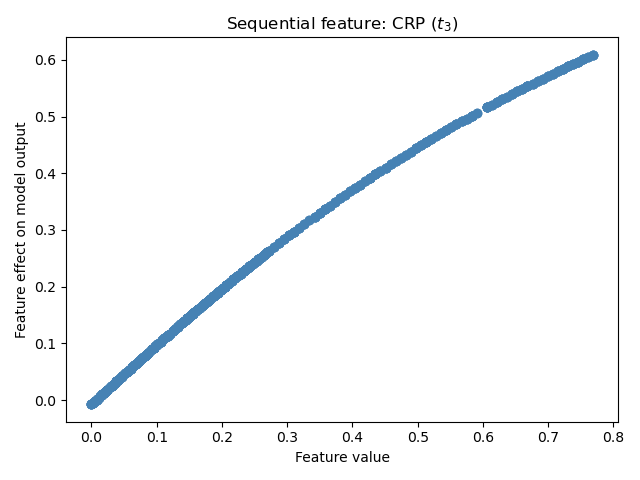 Sequential feature: CRP (t₃)
Feature effect on model output
0.6
0.5
0.4
0.3
0.2
0.1
0.0
0.0 0.1 0.2 0.3 0.4 0.5 0.6 0.7 0.8
Feature value